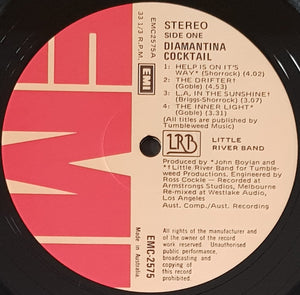 EMC2575A
33 1/3 R.P.M.
EMI
STEREO
SIDE ONE
DIAMANTINA
COCKTAIL
1: HELP IS ON IT'S
WAY* (Shorrock) (4.02)
2: THE DRIFTER†
(Goble) (4.53)
3: L.A. IN THE SUNSHINE†
(Briggs-Shorrock) (3.07)
4: THE INNER LIGHT*
(Goble) (3.31)
(All titles are published by
Tumbleweed Music)
LRB
LITTLE
RIVER BAND
Produced by *John Boylan and
†*Little River Band for Tumble-
weed Productions, Engineered by
Ross Cockle — Recorded at
Armstrongs Studios, Melbourne
Re-mixed at Westlake Audio,
Los Angeles
Aust. Comp./Aust. Recording
EMC-2575
Made in Australia.
All rights of the manufacturer and
of the owner of the recorded work
reserved. Unauthorised
public performance,
broadcasting and
copying of this
record prohibited.
EMI